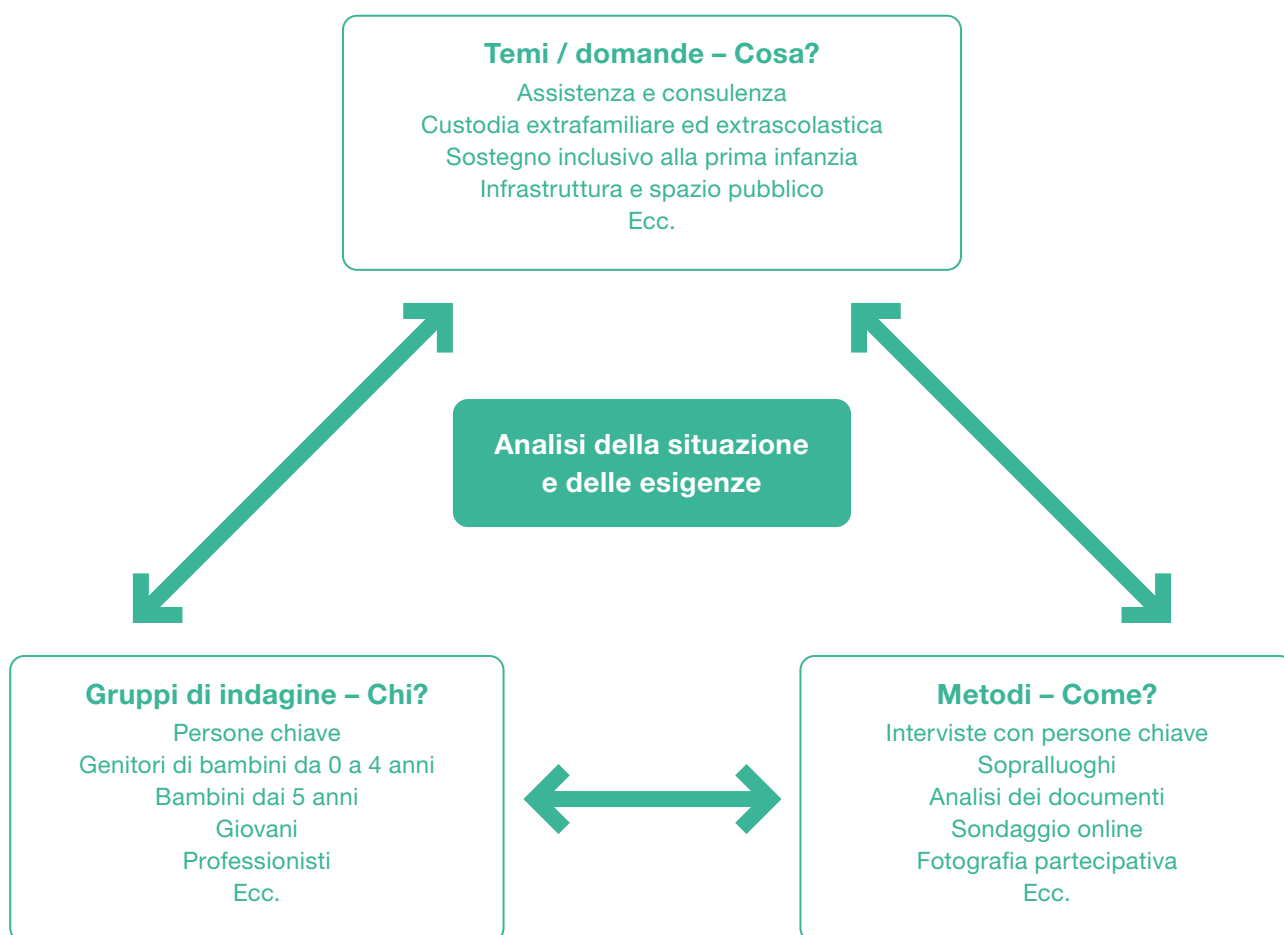 Temi / domande – Cosa?
Assistenza e consulenza
Custodia extrafamiliare ed extrascolastica
Sostegno inclusivo alla prima infanzia
Infrastruttura e spazio pubblico
Ecc.
Analisi della situazione
e delle esigenze
Gruppi di indagine – Chi?
Persone chiave
Genitori di bambini da 0 a 4 anni
Bambini dai 5 anni
Giovani
Professionisti
Ecc.
Metodi – Come?
Interviste con persone chiave
Sopralluoghi
Analisi dei documenti
Sondaggio online
Fotografia partecipativa
Ecc.